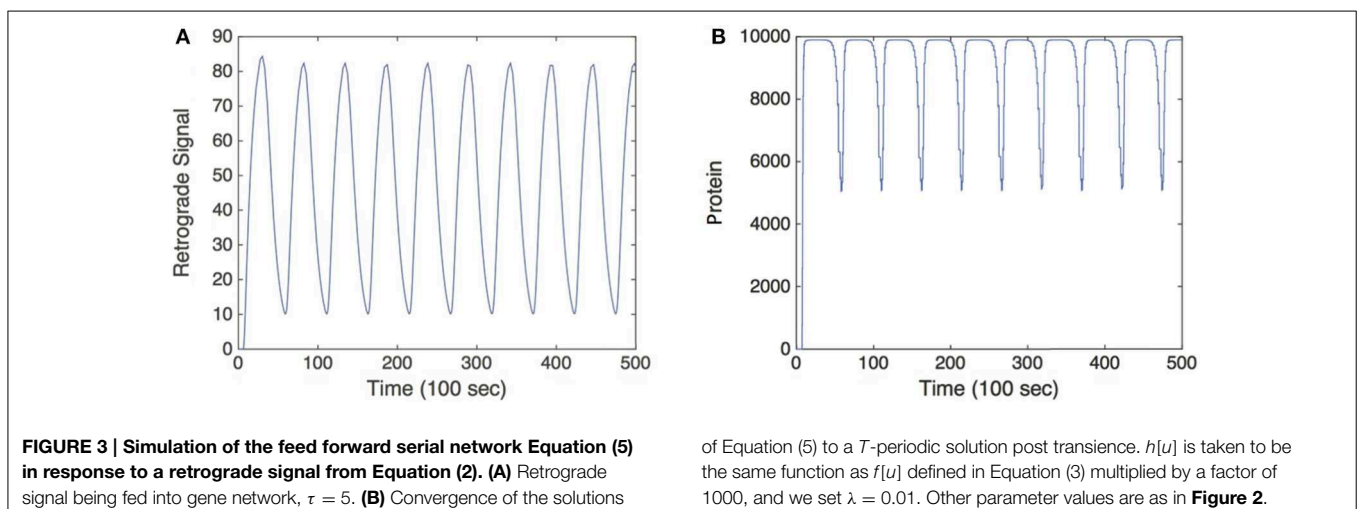 A
90
80
70
60
50
40
30
20
10
0
Retrograde Signal
0 100 200 300 400 500
Time (100 sec)
B
10000
8000
6000
4000
2000
0
Protein
0 100 200 300 400 500
Time (100 sec)
FIGURE 3 | Simulation of the feed forward serial network Equation (5)
in response to a retrograde signal from Equation (2). (A) Retrograde
signal being fed into gene network, τ = 5. (B) Convergence of the solutions
of Equation (5) to a T-periodic solution post transience. h[u] is taken to be
the same function as f[u] defined in Equation (3) multiplied by a factor of
1000, and we set λ = 0.01. Other parameter values are as in Figure 2.